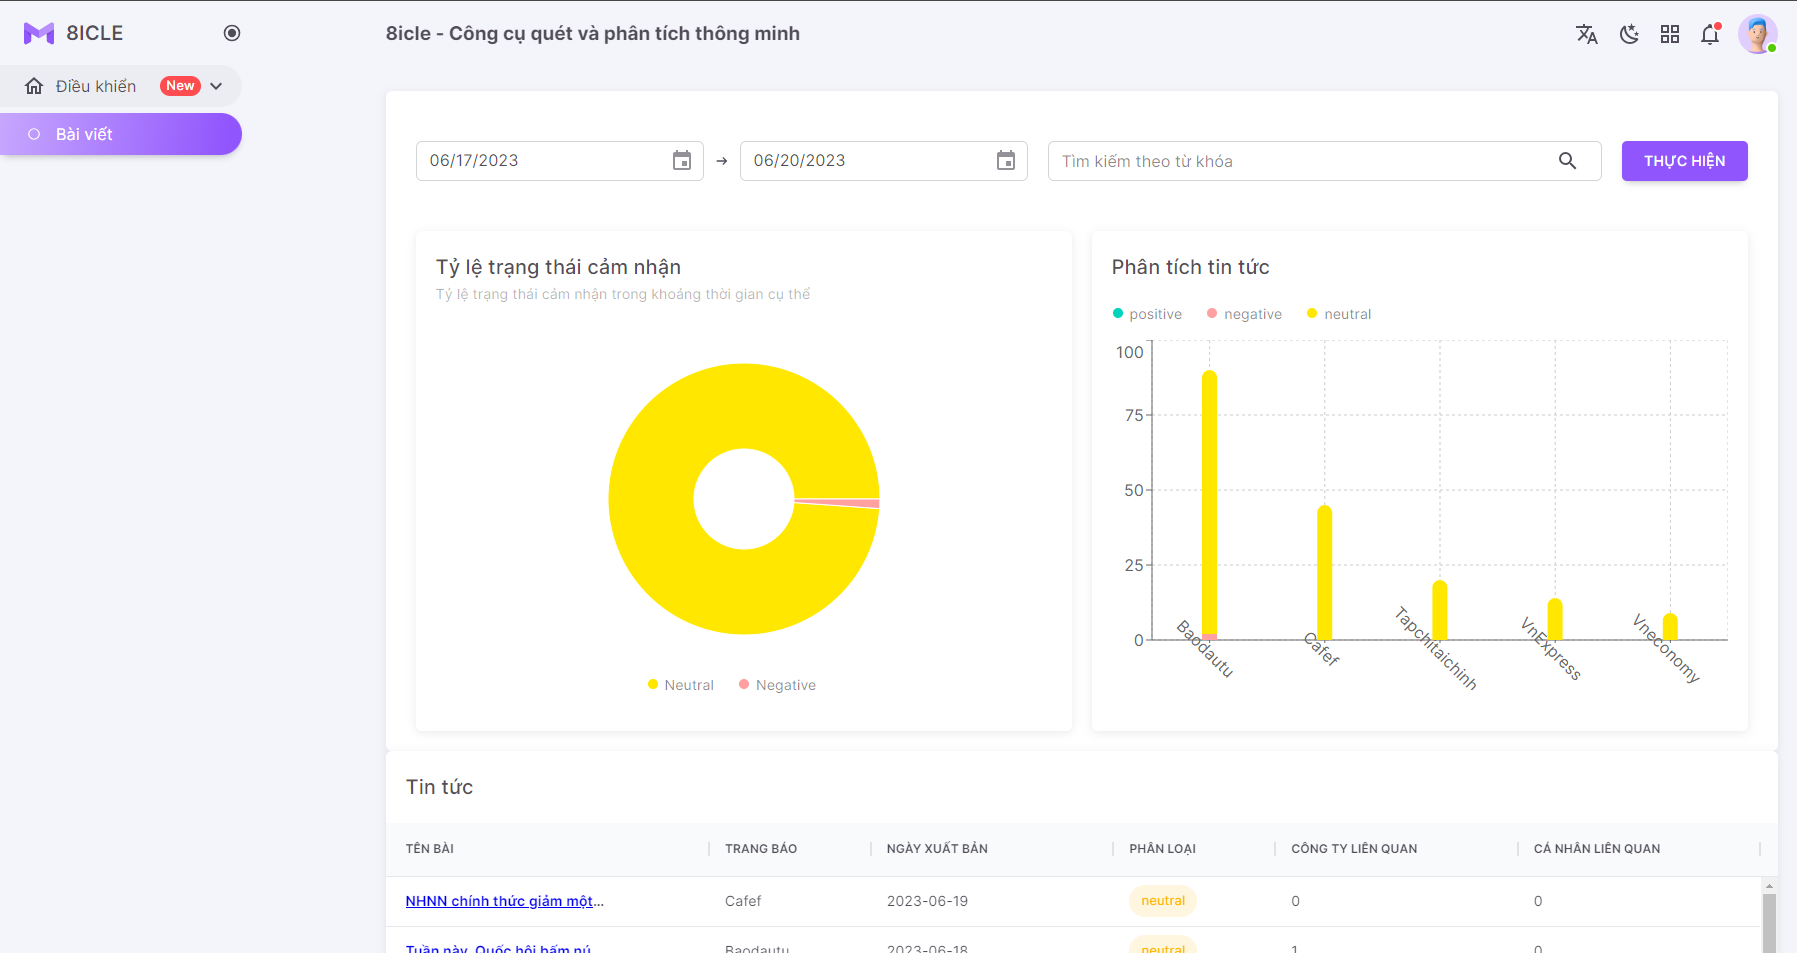 8ICLE
8icle - Công cụ quét và phân tích thông minh
Điều khiển New
Bài viết
06/17/2023 → 06/20/2023 Tìm kiếm theo từ khóa THỰC HIỆN
Tỷ lệ trạng thái cảm nhận
Tỷ lệ trạng thái cảm nhận trong khoảng thời gian cụ thể
Neutral Negative
Phân tích tin tức
positive negative neutral
100
75
50
25
0
Baodautu
Cafef
Tapchitaichinh
VnExpress
Vneconomy
Tin tức
TÊN BÀI TRANG BÁO NGÀY XUẤT BẢN PHÂN LOẠI CÔNG TY LIÊN QUAN CÁ NHÂN LIÊN QUAN
NHNN chính thức giảm một... Cafef 2023-06-19 neutral 0 0
Tuần này, Quốc hội bấm nú Baodautu 2023-06-18 neutral 1 0